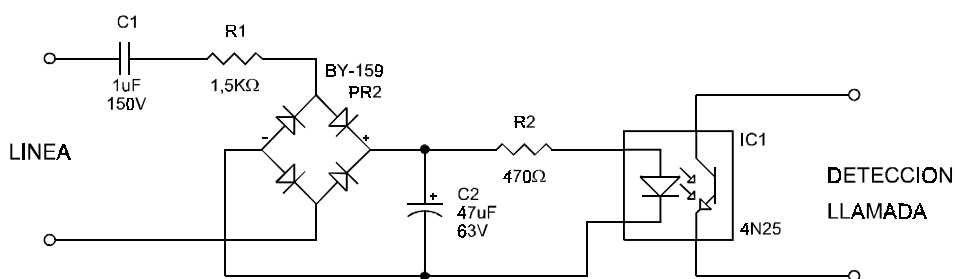 C1
1uF
150V
R1
1,5KΩ
BY-159
PR2
-
+
LINEA
R2
470Ω
+
C2
47uF
63V
IC1
4N25
DETECCION
LLAMADA